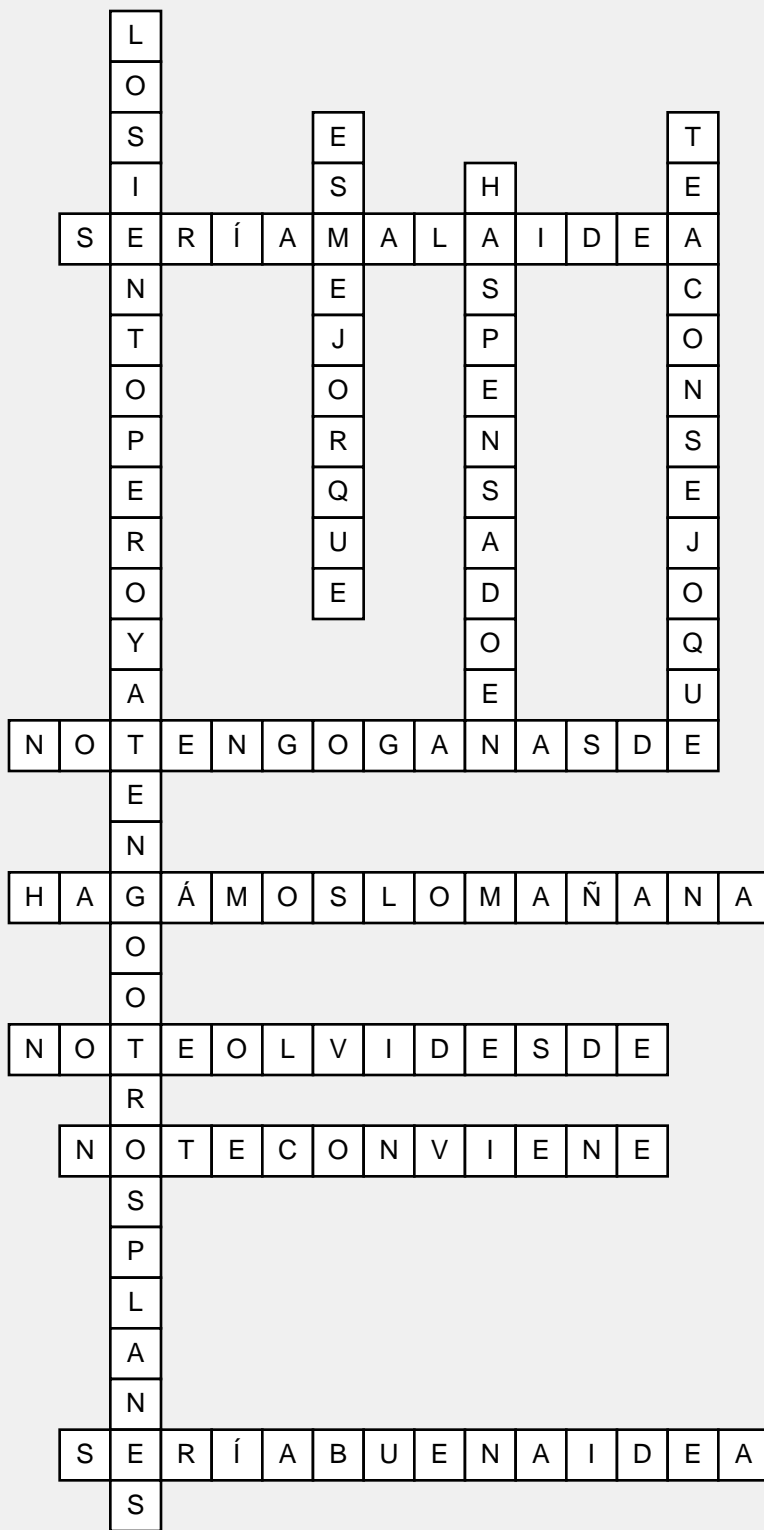 LOSIENTOPEROYATENGOOTROSPLANES
ESMEJORQUE
TEACONSEJOQUE
HASPENSADOEN
SERÍAMALAIDEA
NOTENGOGANASDE
HAGÁMOSLOMAÑANA
NOTEOLVIDESDE
NOTECONVIENE
SERÍABUENAIDEA